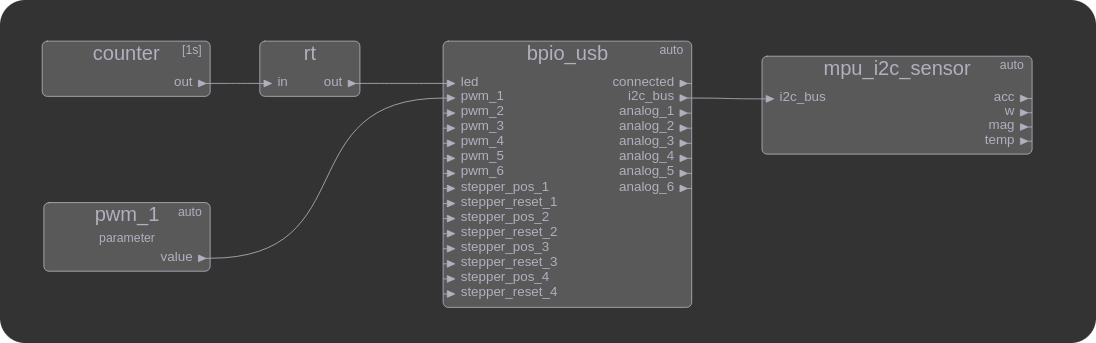 counter [1s]
out
rt
in out
bpio_usb auto
led
pwm_1
pwm_2
pwm_3
pwm_4
pwm_5
pwm_6
stepper_pos_1
stepper_reset_1
stepper_pos_2
stepper_reset_2
stepper_pos_3
stepper_reset_3
stepper_pos_4
stepper_reset_4
connected
i2c_bus
analog_1
analog_2
analog_3
analog_4
analog_5
analog_6
mpu_i2c_sensor auto
i2c_bus
acc
w
mag
temp
pwm_1 auto
parameter
value